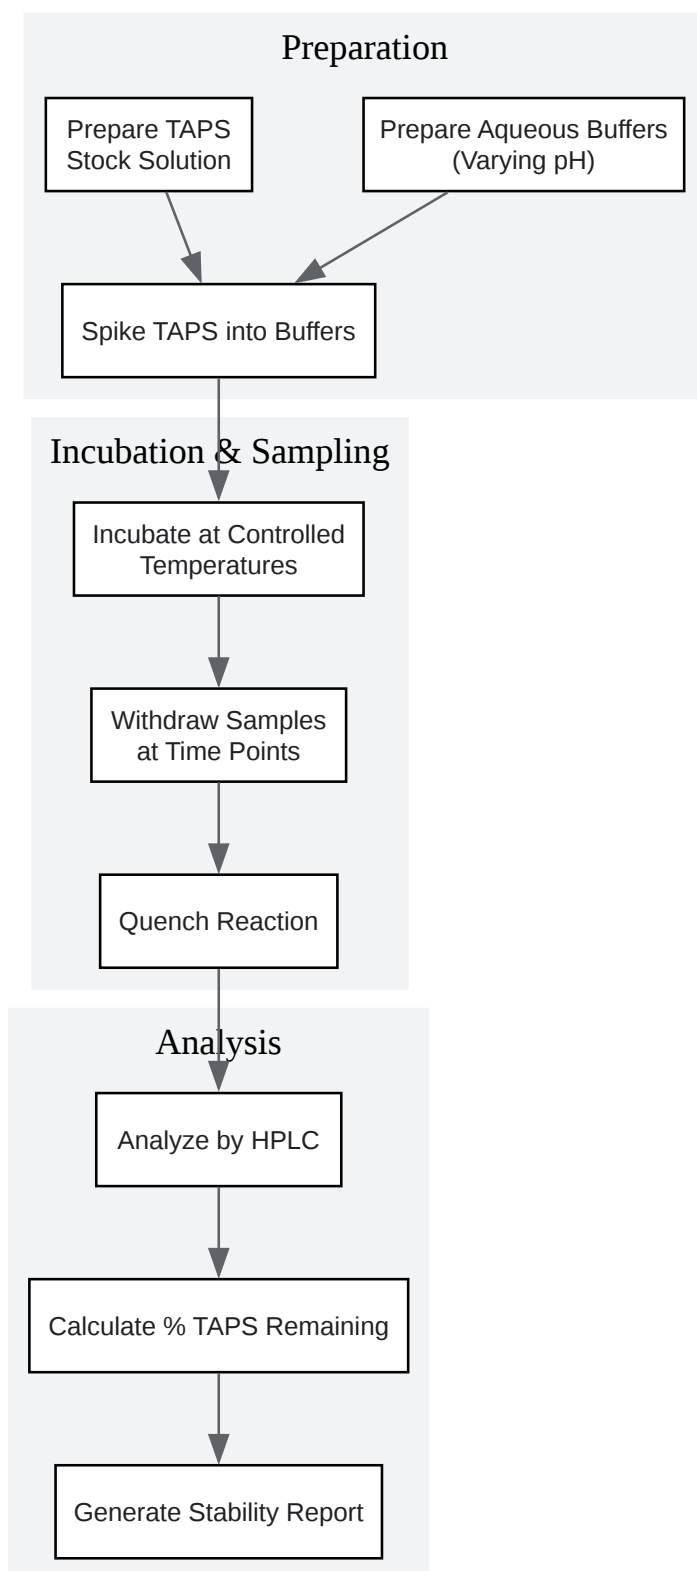 Preparation
Prepare TAPS
Stock Solution
Prepare Aqueous Buffers
(Varying pH)
Spike TAPS into Buffers
Incubation & Sampling
Incubate at Controlled
Temperatures
Withdraw Samples
at Time Points
Quench Reaction
Analysis
Analyze by HPLC
Calculate % TAPS Remaining
Generate Stability Report